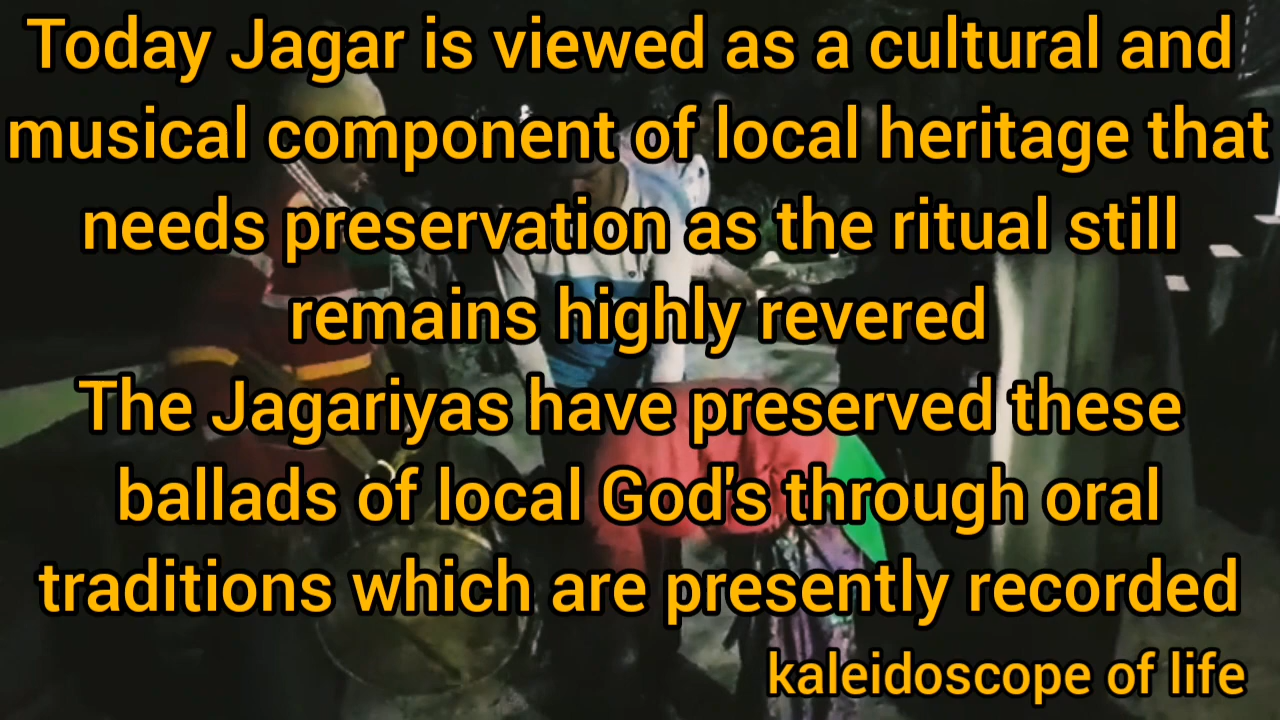 Today Jagar is viewed as a cultural and
musical component of local heritage that
needs preservation as the ritual still
remains highly revered
The Jagariyas have preserved these
ballads of local God's through oral
traditions which are presently recorded
kaleidoscope of life